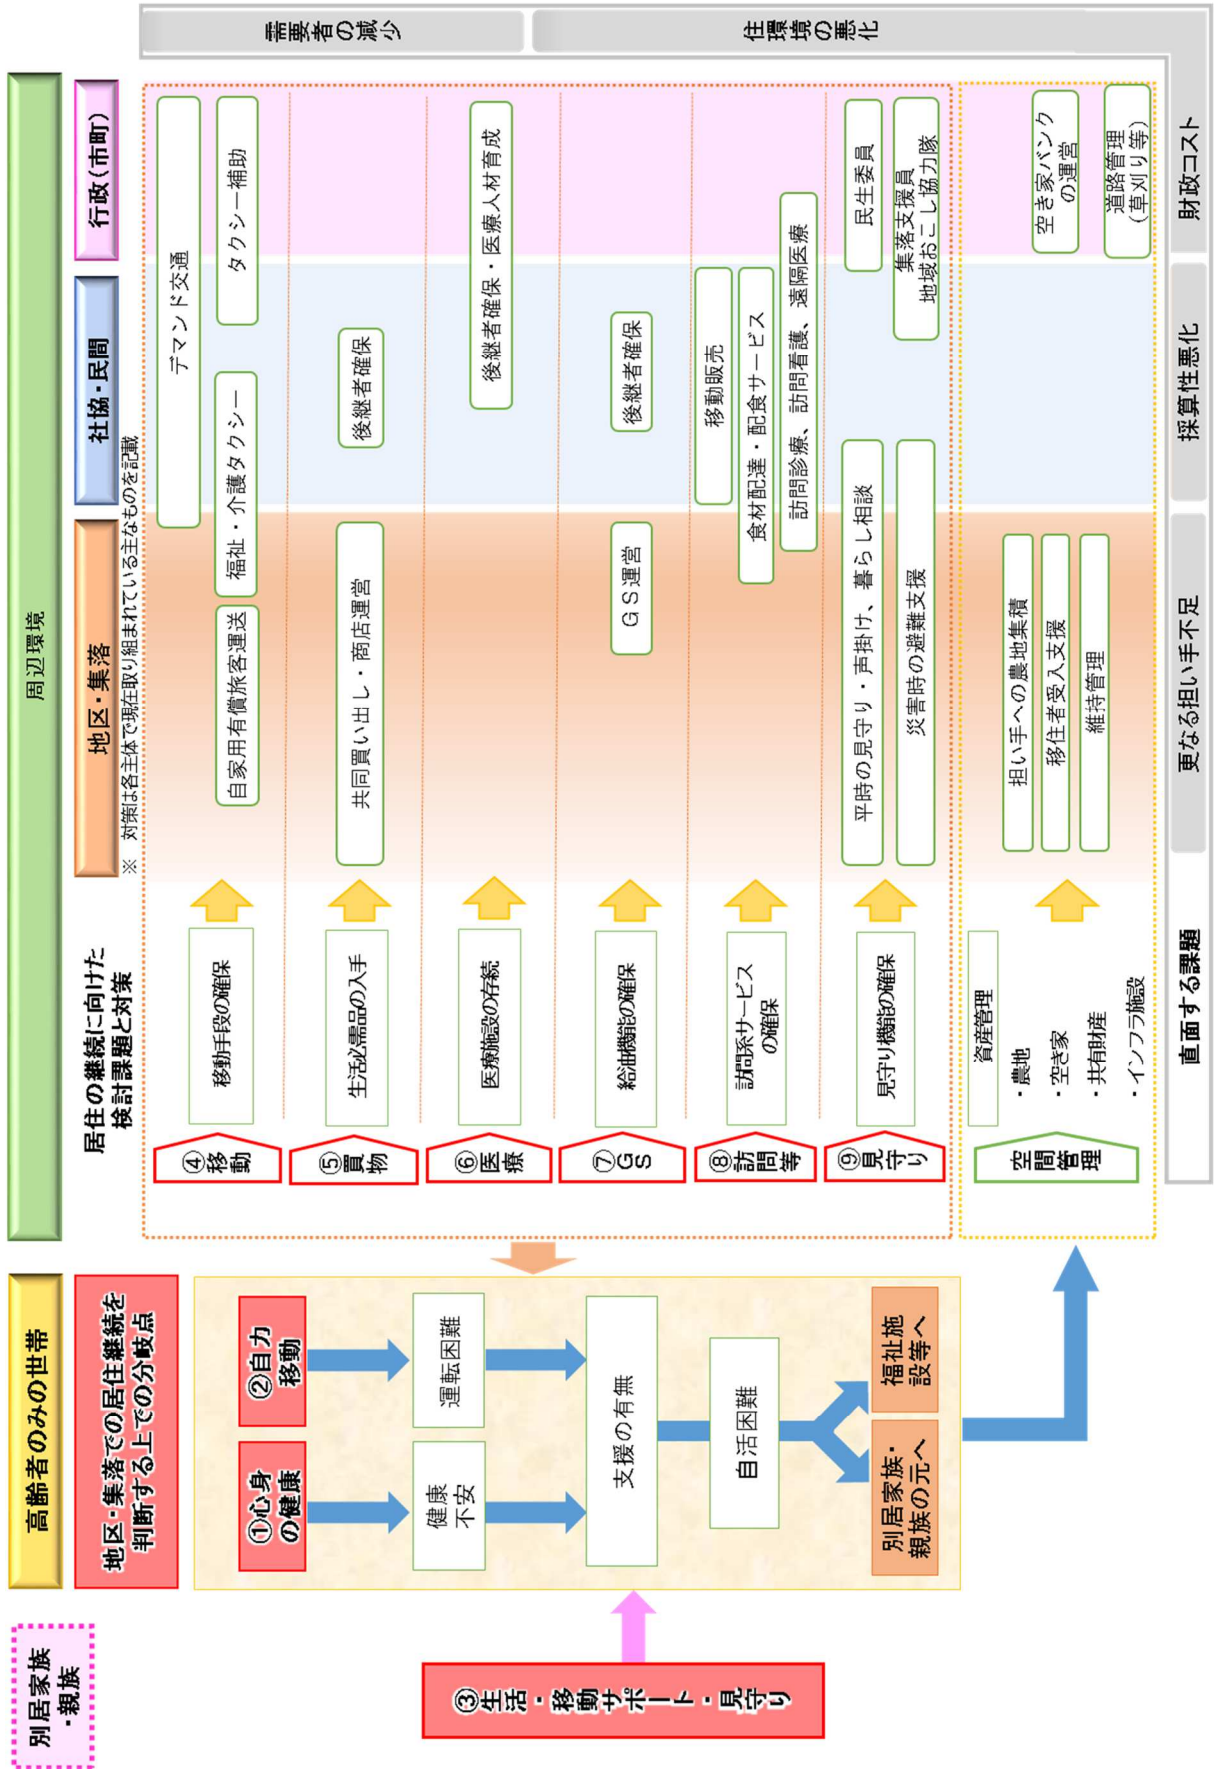 別居家族
・親族
③生活・移動サポート・見守り
高齢者のみの世帯
地区・集落での居住継続を
判断する上での分岐点
①心身
の健康
②自力
移動
健康
不安
運転困難
支援の有無
自活困難
別居家族・
親族の元へ
福祉施
設等へ
周辺環境
居住の継続に向けた
検討課題と対策
地区・集落
社協・民間
行政(市町)
※　対策は各主体で現在取り組まれている主なものを記載
④移動
移動手段の確保
デマンド交通
自家用有償旅客運送
福祉・介護タクシー
タクシー補助
⑤買物
生活必需品の入手
共同買い出し・商店運営
後継者確保
⑥医療
医療施設の存続
後継者確保・医療人材育成
⑦GS
給油機能の確保
GS運営
後継者確保
⑧訪問等
訪問系サービス
の確保
移動販売
食材配達・配食サービス
訪問診療、訪問看護、遠隔医療
⑨見守り
見守り機能の確保
平時の見守り・声掛け、暮らし相談
民生委員
災害時の避難支援
集落支援員
地域おこし協力隊
空間管理
資産管理
・農地
・空き家
・共有財産
・インフラ施設
担い手への農地集積
移住者受入支援
維持管理
空き家バンク
の運営
道路管理
(草刈り等)
直面する課題
更なる担い手不足
採算性悪化
財政コスト
需要者の減少
住環境の悪化